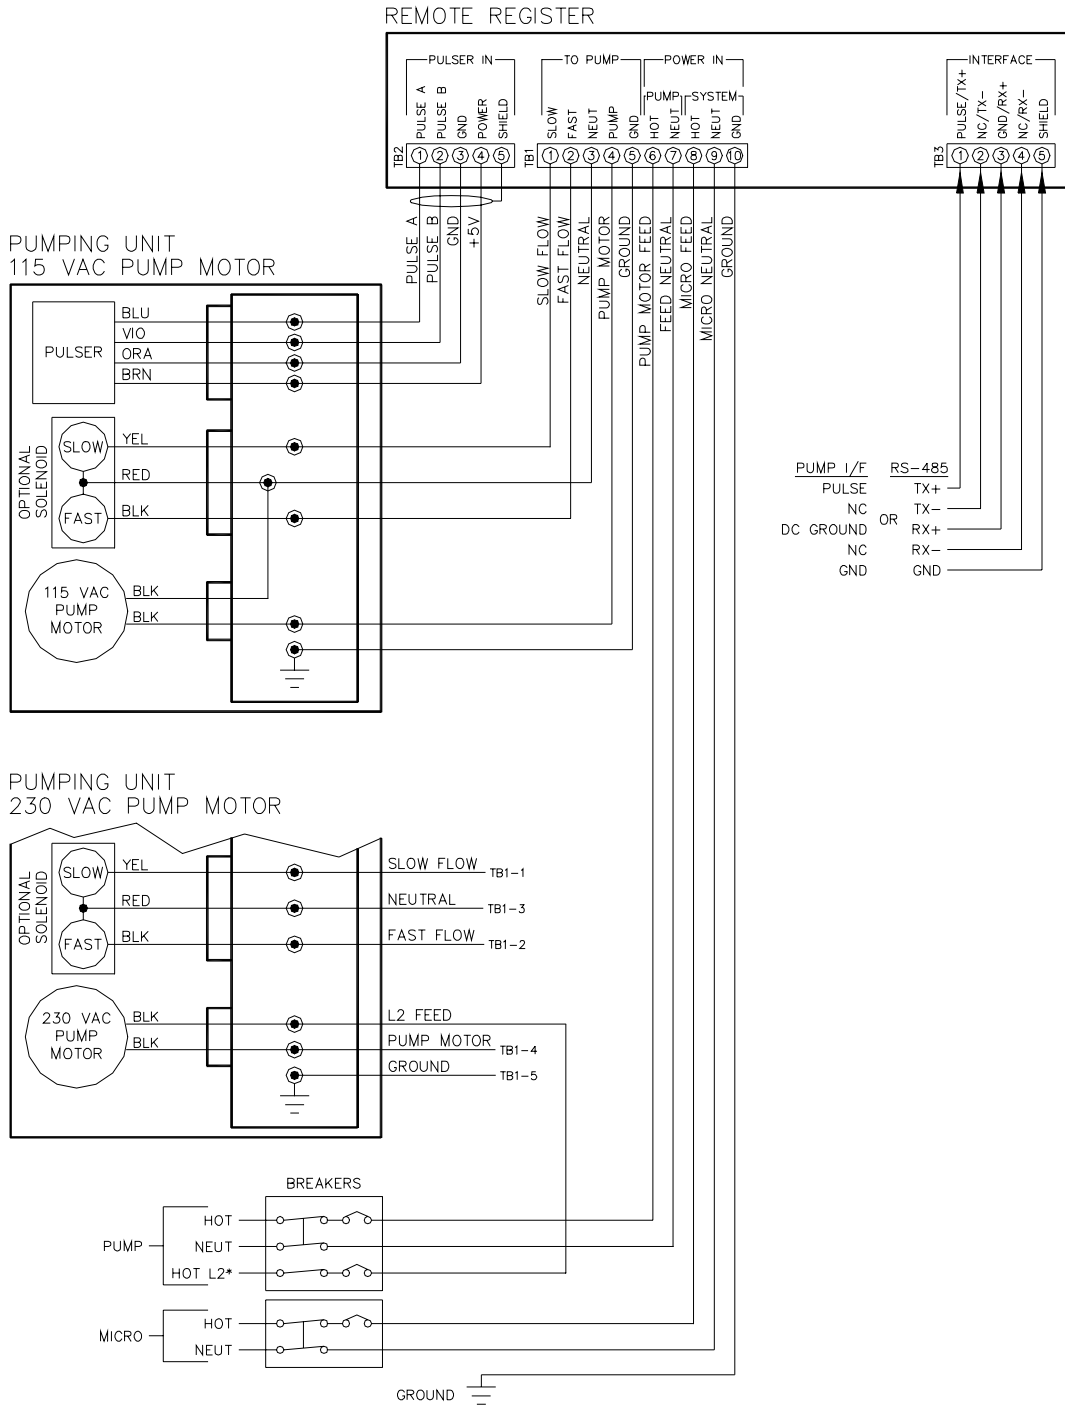 REMOTE REGISTER
PULSER IN
TO PUMP
POWER IN
INTERFACE
PUMP
SYSTEM
PULSE A
PULSE B
GND
POWER
SHIELD
SLOW
FAST
NEUT
PUMP
GND
HOT
NEUT
HOT
NEUT
GND
PULSE/TX+
NC/TX-
GND/RX+
NC/RX-
SHIELD
TB2 1 2 3 4 5
TB1 1 2 3 4 5 6 7 8 9 10
TB3 1 2 3 4 5
PULSE A
PULSE B
GND
+5V
SLOW FLOW
FAST FLOW
NEUTRAL
PUMP MOTOR
GROUND
PUMP MOTOR FEED
FEED NEUTRAL
MICRO FEED
MICRO NEUTRAL
GROUND
PUMPING UNIT
115 VAC PUMP MOTOR
PULSER
BLU
VIO
ORA
BRN
OPTIONAL
SOLENOID
SLOW
FAST
YEL
RED
BLK
115 VAC
PUMP
MOTOR
BLK
BLK
PUMP I/F RS-485
PULSE TX+
NC TX-
OR
DC GROUND RX+
NC RX-
GND GND
PUMPING UNIT
230 VAC PUMP MOTOR
OPTIONAL
SOLENOID
SLOW
FAST
YEL
RED
BLK
SLOW FLOW TB1-1
NEUTRAL TB1-3
FAST FLOW TB1-2
230 VAC
PUMP
MOTOR
BLK
BLK
L2 FEED
PUMP MOTOR TB1-4
GROUND TB1-5
BREAKERS
PUMP
HOT
NEUT
HOT L2*
MICRO
HOT
NEUT
GROUND